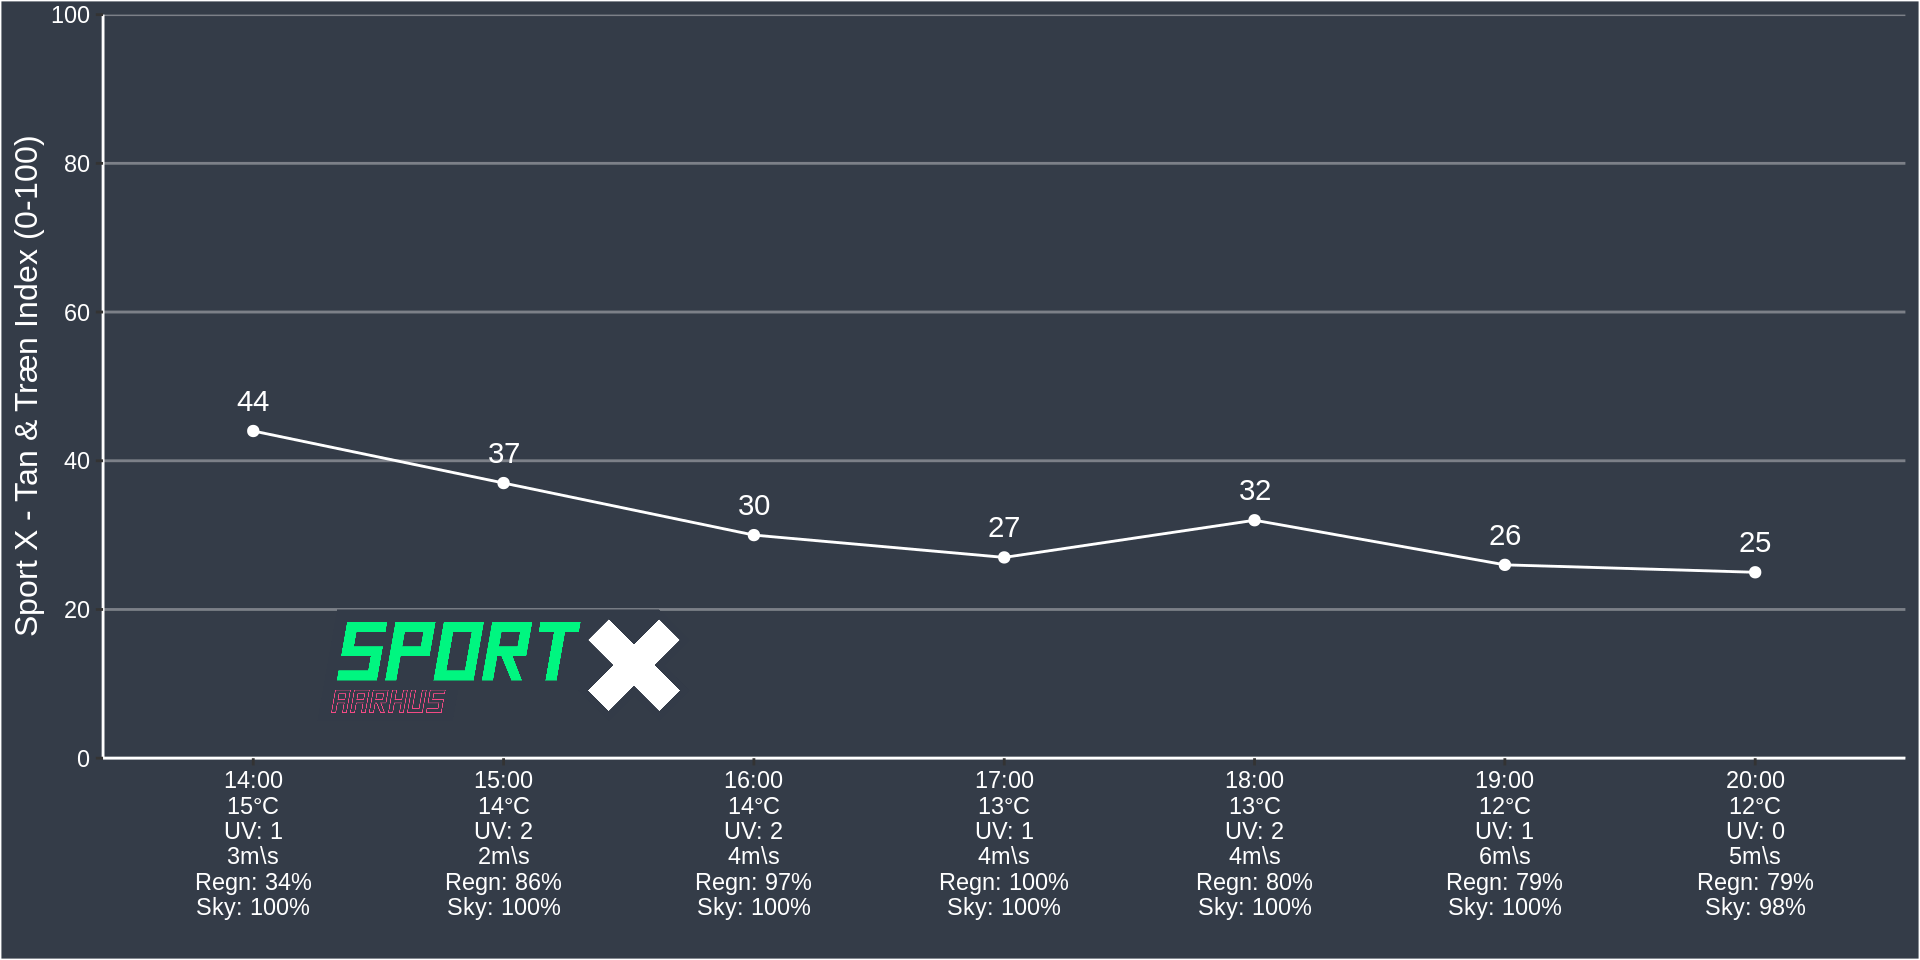 Sport X - Tan & Træn Index (0-100)
100
80
60
40
20
0
44
37
30
27
32
26
25
SPORT X
AARHUS
14:00
15°C
UV: 1
3m\s
Regn: 34%
Sky: 100%
15:00
14°C
UV: 2
2m\s
Regn: 86%
Sky: 100%
16:00
14°C
UV: 2
4m\s
Regn: 97%
Sky: 100%
17:00
13°C
UV: 1
4m\s
Regn: 100%
Sky: 100%
18:00
13°C
UV: 2
4m\s
Regn: 80%
Sky: 100%
19:00
12°C
UV: 1
6m\s
Regn: 79%
Sky: 100%
20:00
12°C
UV: 0
5m\s
Regn: 79%
Sky: 98%